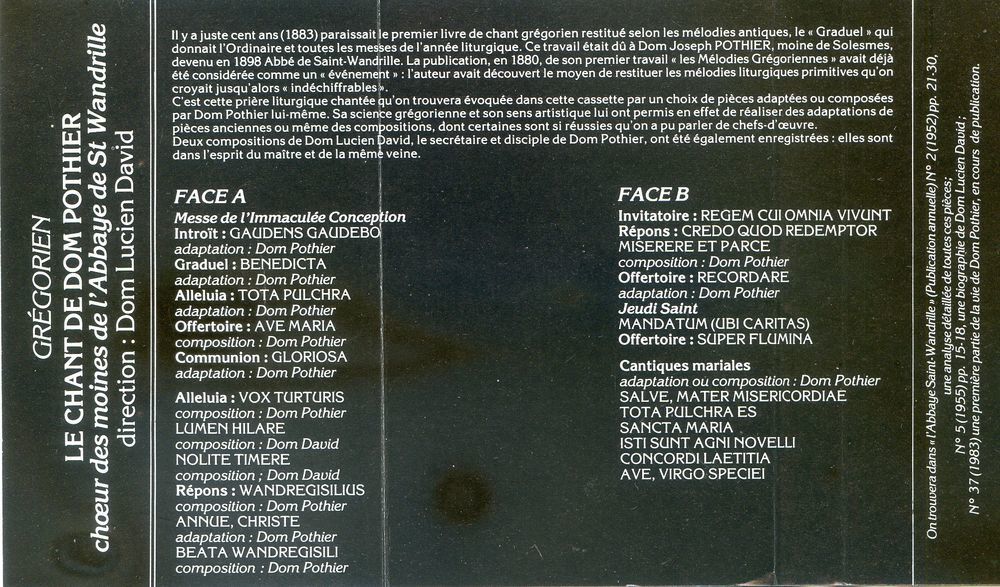 GRÉGORIEN
LE CHANT DE DOM POTHIER
chœur des moines de l'Abbaye de St Wandrille
direction : Dom Lucien David
Il y a juste cent ans (1883) paraissait le premier livre de chant grégorien restitué selon les mélodies antiques, le « Graduel » qui
donnait l'Ordinaire et toutes les messes de l'année liturgique. Ce travail était dû à Dom Joseph POTHIER, moine de Solesmes,
devenu en 1898 Abbé de Saint-Wandrille. La publication, en 1880, de son premier travail « les Mélodies Grégoriennes » avait déjà
été considérée comme un « événement » : l'auteur avait découvert le moyen de restituer les mélodies liturgiques primitives qu'on
croyait jusqu'alors « indéchiffrables ».
C'est cette prière liturgique chantée qu'on trouvera évoquée dans cette cassette par un choix de pièces adaptées ou composées
par Dom Pothier lui-même. Sa science grégorienne et son sens artistique lui ont permis en effet de réaliser des adaptations de
pièces anciennes ou même des compositions, dont certaines sont si réussies qu'on a pu parler de chefs-d'œuvre.
Deux compositions de Dom Lucien David, le secrétaire et disciple de Dom Pothier, ont été également enregistrées : elles sont
dans l'esprit du maître et de la même veine.
FACE A
Messe de l'Immaculée Conception
Introït : GAUDENS GAUDEBO
adaptation : Dom Pothier
Graduel : BENEDICTA
adaptation : Dom Pothier
Alleluia : TOTA PULCHRA
adaptation : Dom Pothier
Offertoire : AVE MARIA
composition : Dom Pothier
Communion : GLORIOSA
adaptation : Dom Pothier
Alleluia : VOX TURTURIS
composition : Dom Pothier
LUMEN HILARE
composition : Dom David
NOLITE TIMERE
composition ; Dom David
Répons : WANDREGISILIUS
composition : Dom Pothier
ANNUE, CHRISTE
adaptation : Dom Pothier
BEATA WANDREGISILI
composition : Dom Pothier
FACE B
Invitatoire : REGEM CUI OMNIA VIVUNT
Répons : CREDO QUOD REDEMPTOR
MISERERE ET PARCE
composition : Dom Pothier
Offertoire : RECORDARE
adaptation : Dom Pothier
Jeudi Saint
MANDATUM (UBI CARITAS)
Offertoire : SUPER FLUMINA
Cantiques mariales
adaptation ou composition : Dom Pothier
SALVE, MATER MISERICORDIAE
TOTA PULCHRA ES
SANCTA MARIA
ISTI SUNT AGNI NOVELLI
CONCORDI LAETITIA
AVE, VIRGO SPECIEI
On trouvera dans « l'Abbaye Saint-Wandrille » (Publication annuelle) N° 2 (1952) pp. 21-30,
une analyse détaillée de toutes ces pièces;
N° 5 (1955) pp. 15-18, une biographie de Dom Lucien David ;
N° 37 (1983) une première partie de la vie de Dom Pothier, en cours de publication.